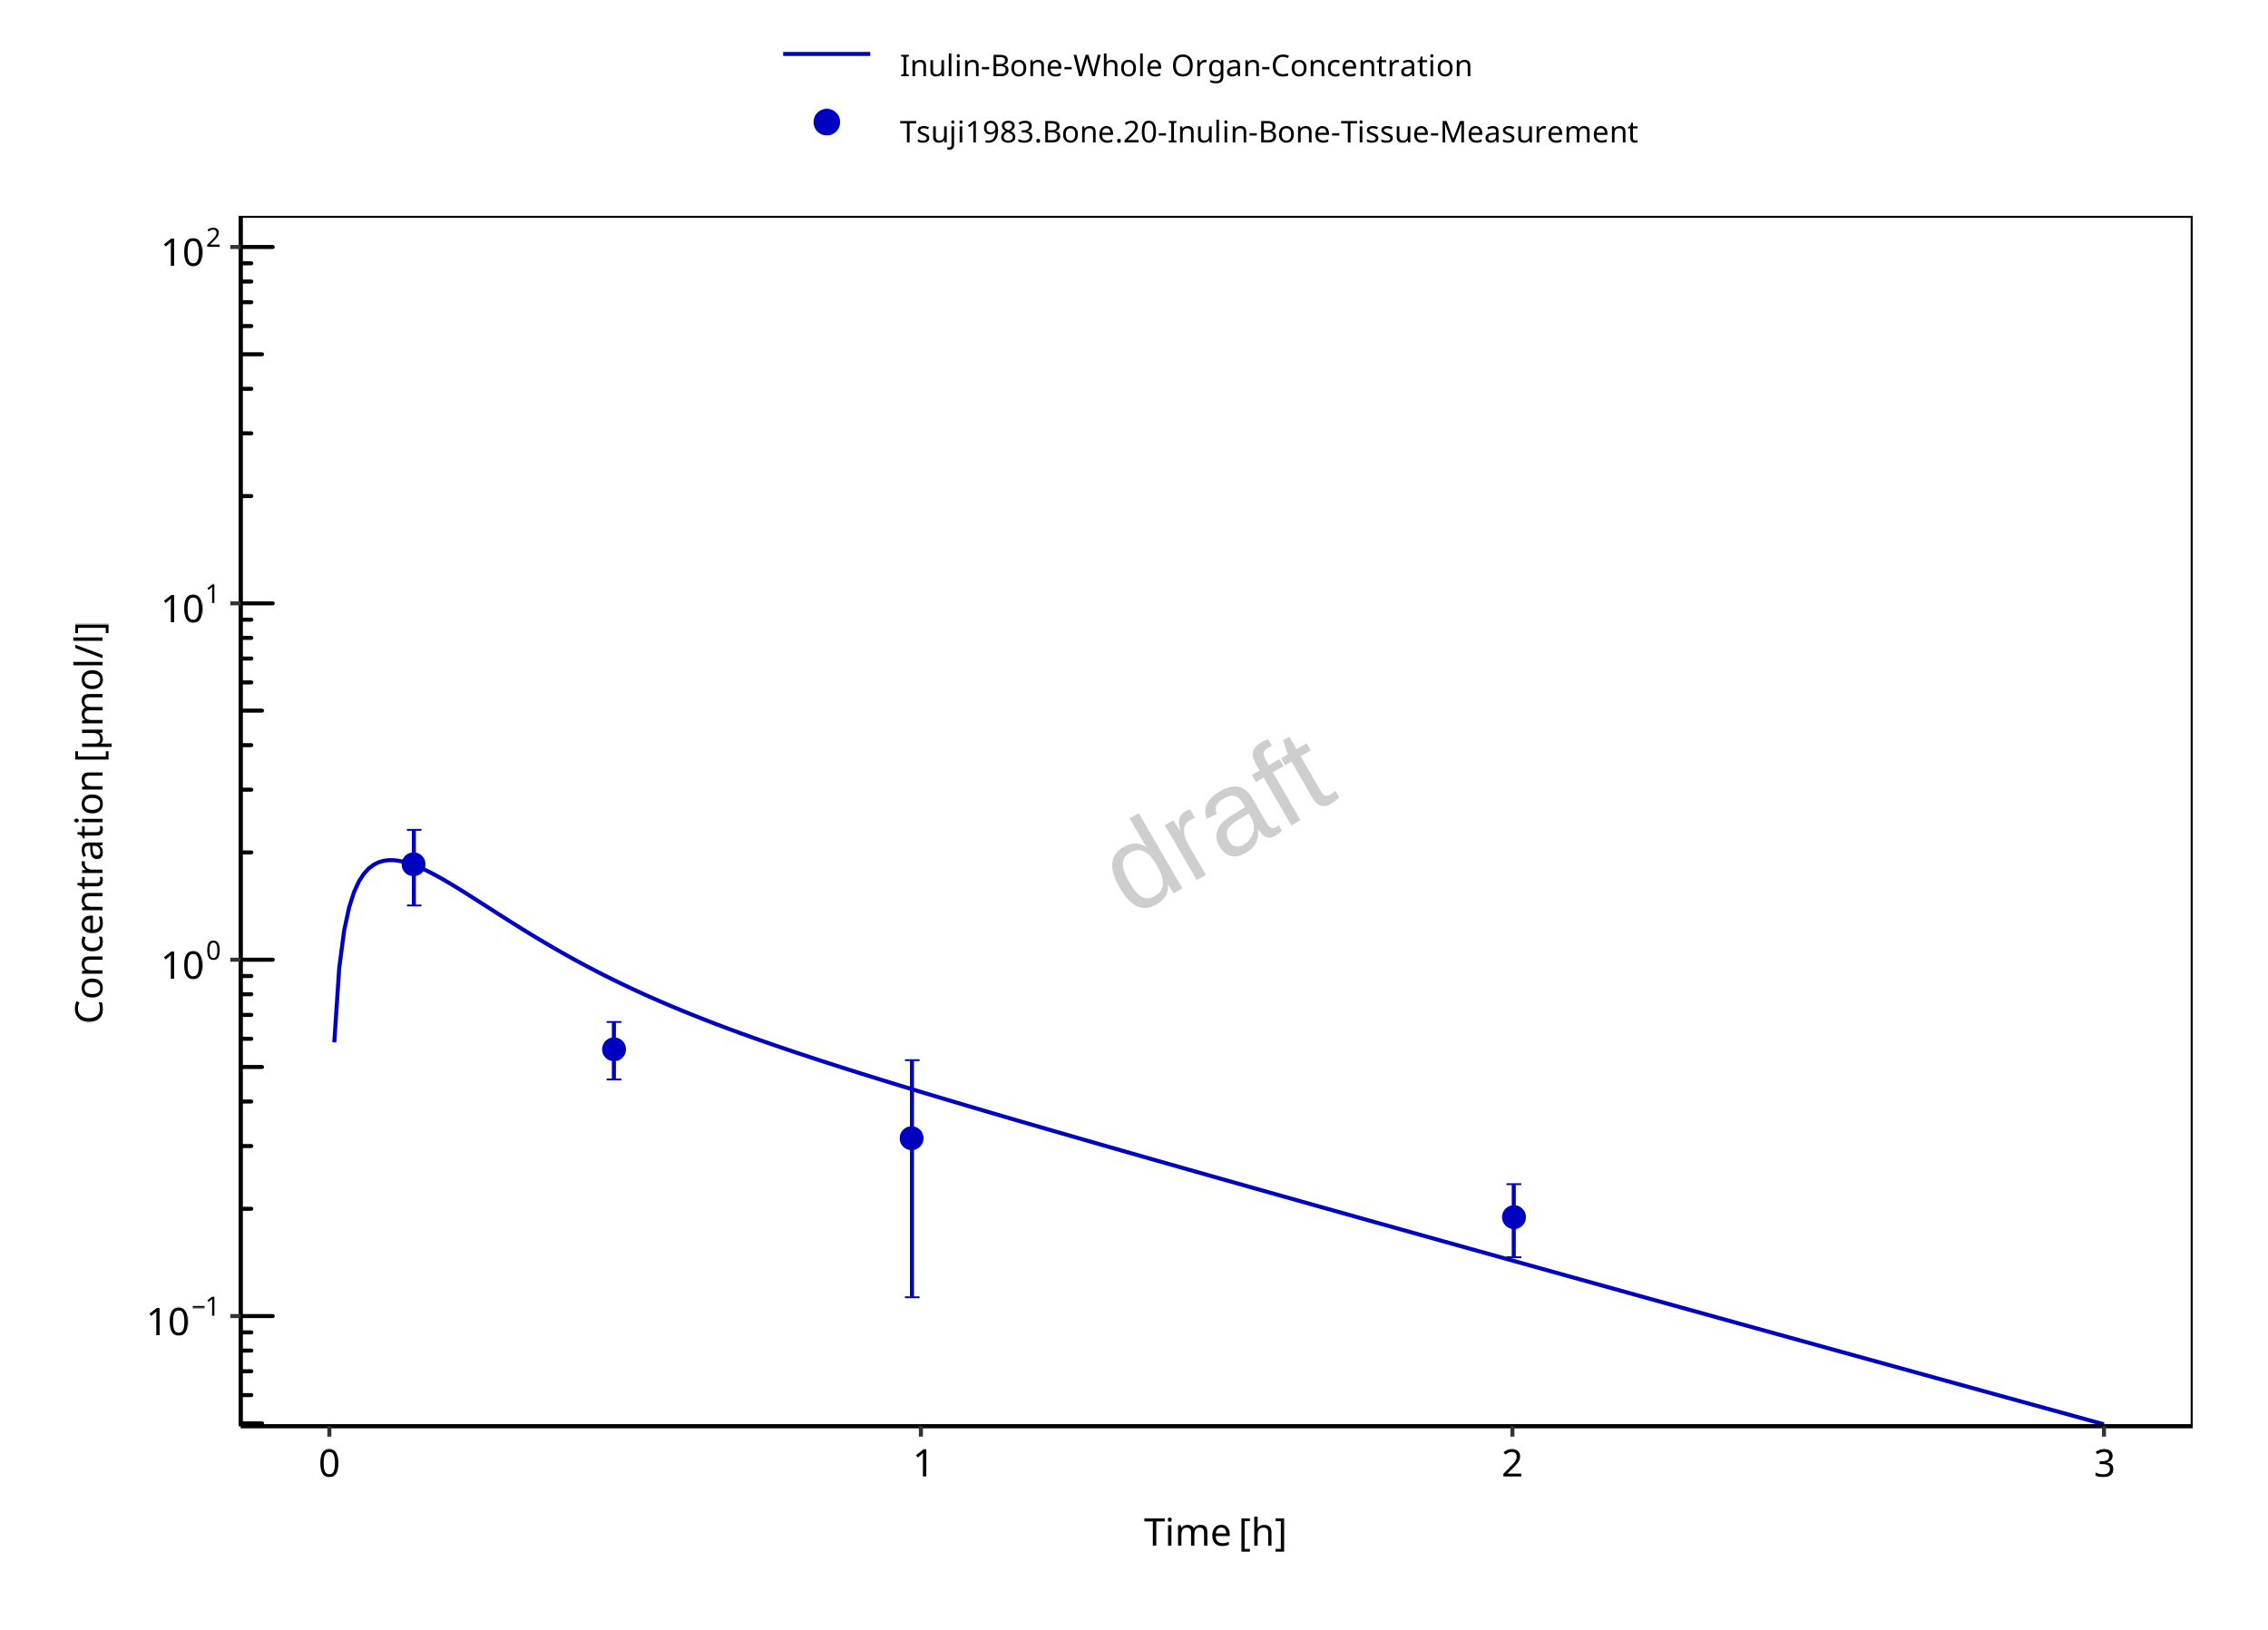 Inulin-Bone-Whole Organ-Concentration
Tsuji1983.Bone.20-Inulin-Bone-Tissue-Measurement
10²
10¹
10⁰
10⁻¹
Concentration [µmol/l]
draft
0 1 2 3
Time [h]